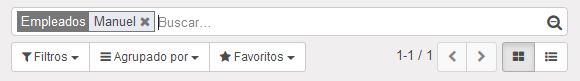 Empleados Manuel Buscar...
Filtros Agrupado por Favoritos 1-1 / 1